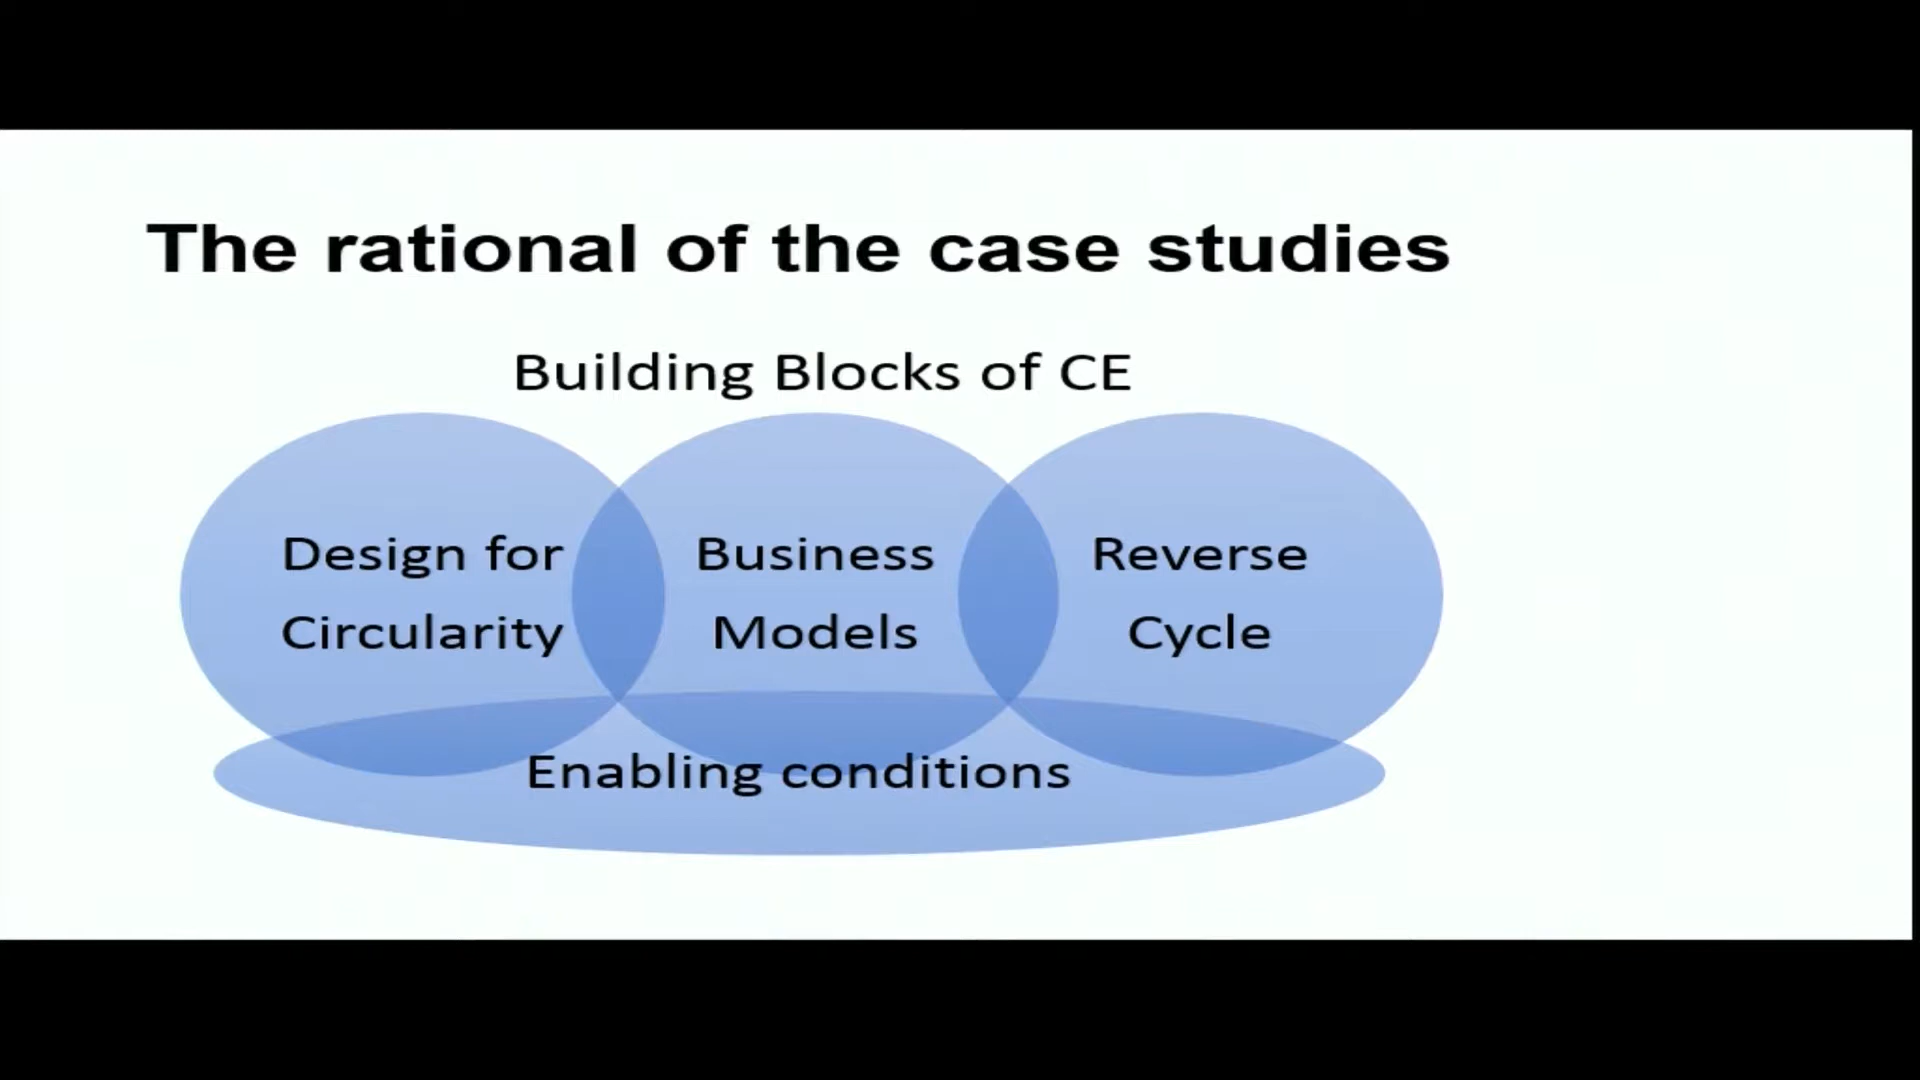 The rational of the case studies
Building Blocks of CE
Design for
Circularity
Business
Models
Reverse
Cycle
Enabling conditions